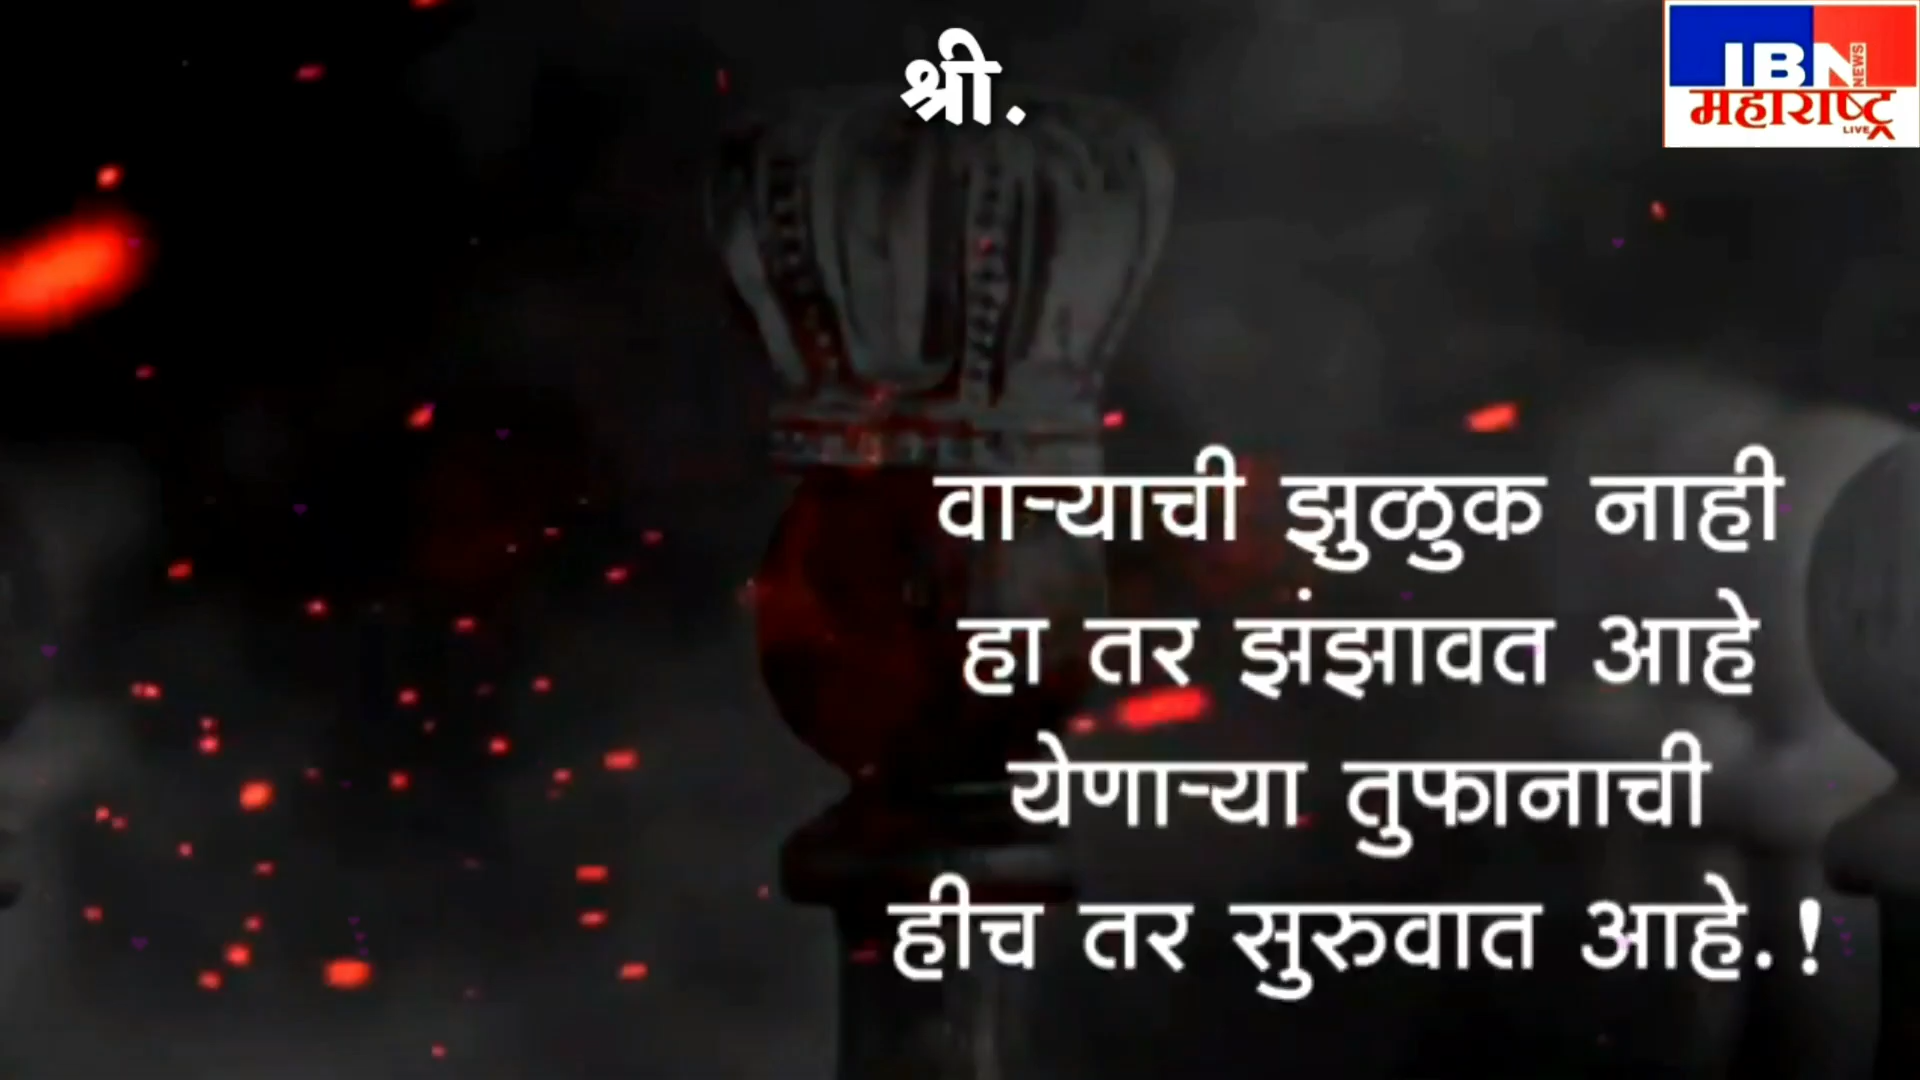 श्री.
IBN NEWS
महाराष्ट्र
LIVE
वाऱ्याची झुळुक नाही
हा तर झंझावत आहे
येणाऱ्या तुफानाची
हीच तर सुरुवात आहे.!